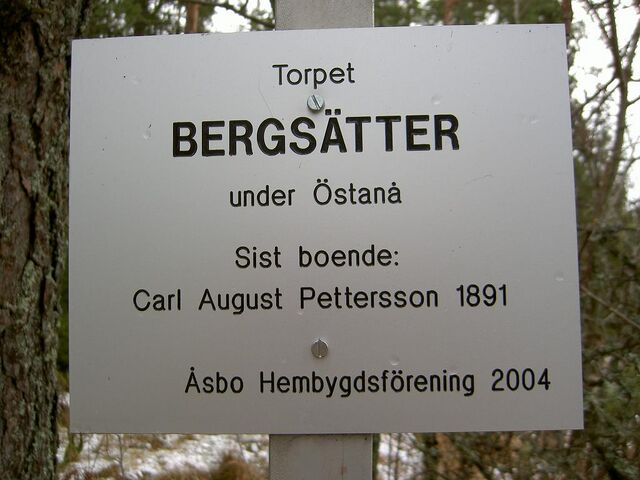 Torpet
BERGSÄTTER
under Östanå
Sist boende:
Carl August Pettersson 1891
Åsbo Hembygdsförening 2004